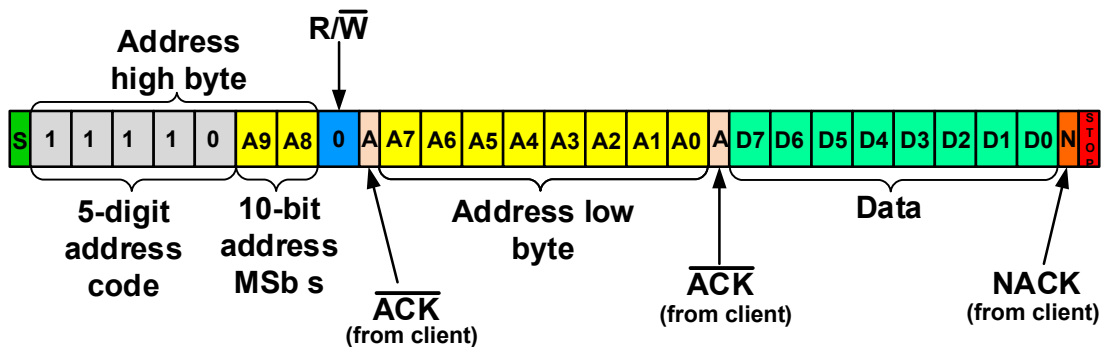 R/W
Address
high byte
S 1 1 1 1 0 A9 A8 0 A A7 A6 A5 A4 A3 A2 A1 A0 A D7 D6 D5 D4 D3 D2 D1 D0 N STOP
5-digit
address
code
10-bit
address
MSb s
Address low
byte
Data
ACK
(from client)
ACK
(from client)
NACK
(from client)